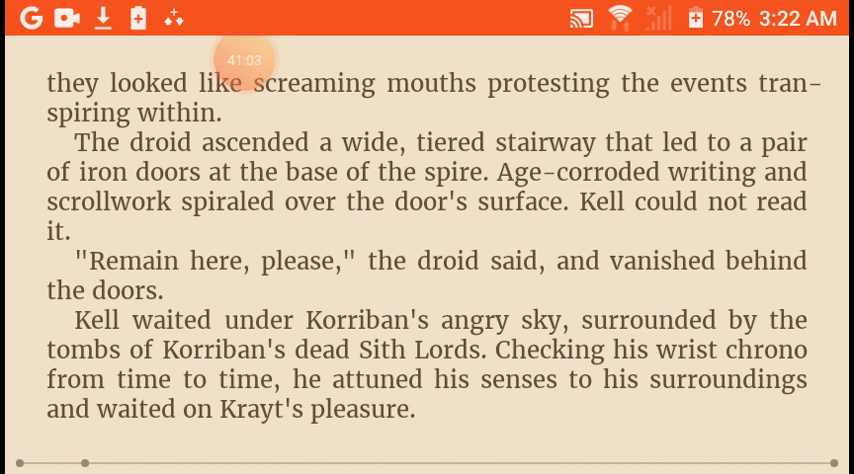 78% 3:22 AM
41:03
they looked like screaming mouths protesting the events tran-
spiring within.
The droid ascended a wide, tiered stairway that led to a pair
of iron doors at the base of the spire. Age-corroded writing and
scrollwork spiraled over the door's surface. Kell could not read
it.
"Remain here, please," the droid said, and vanished behind
the doors.
Kell waited under Korriban's angry sky, surrounded by the
tombs of Korriban's dead Sith Lords. Checking his wrist chrono
from time to time, he attuned his senses to his surroundings
and waited on Krayt's pleasure.